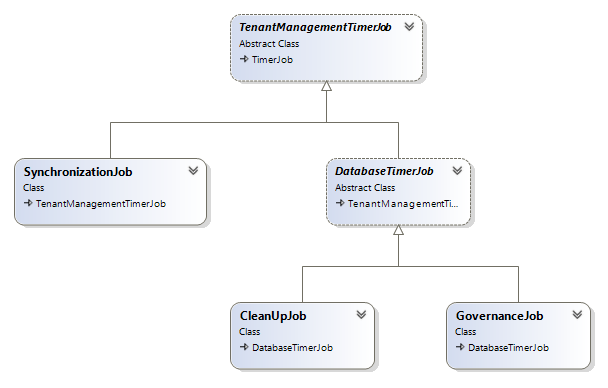 TenantManagementTimerJob
Abstract Class
TimerJob
SynchronizationJob
Class
TenantManagementTimerJob
DatabaseTimerJob
Abstract Class
TenantManagementTi...
CleanUpJob
Class
DatabaseTimerJob
GovernanceJob
Class
DatabaseTimerJob